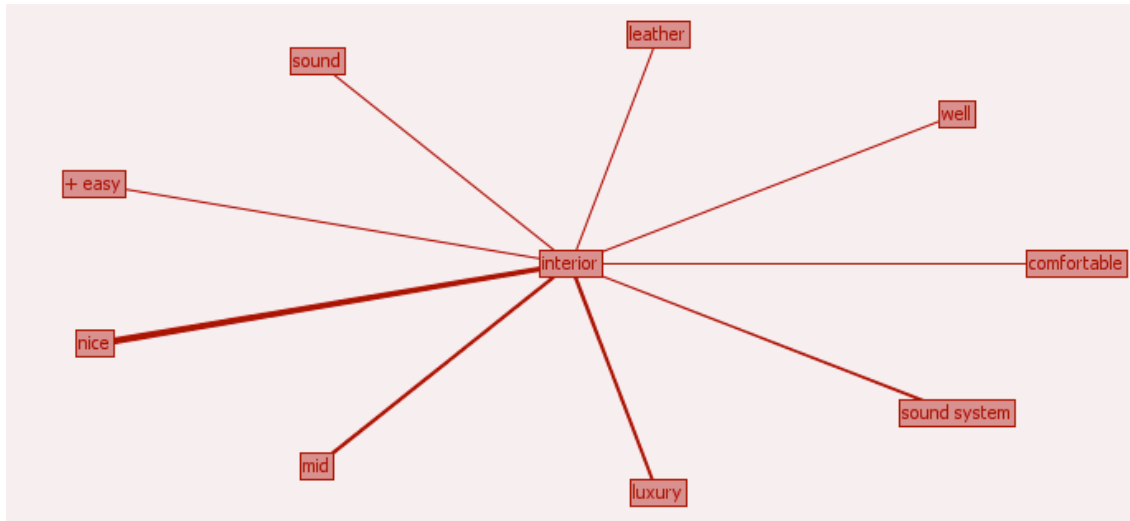 leather
sound
well
+ easy
interior
comfortable
nice
sound system
mid
luxury